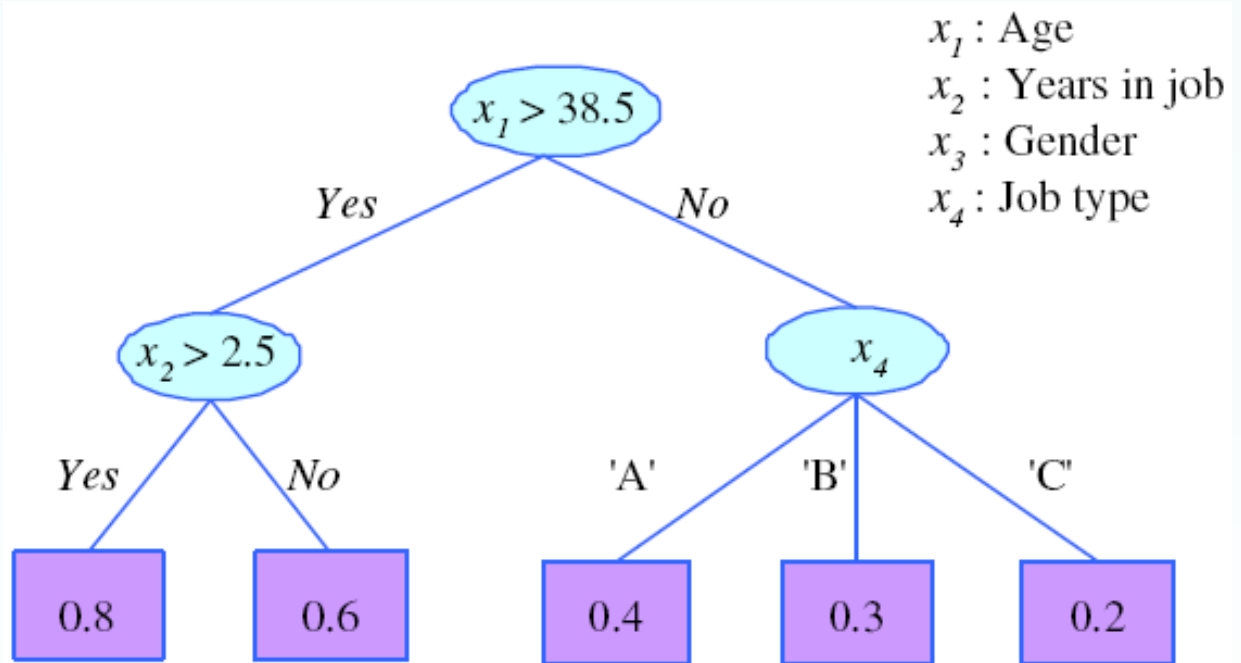 x₁ : Age
x₂ : Years in job
x₃ : Gender
x₄ : Job type
x₁ > 38.5
Yes No
x₂ > 2.5 x₄
Yes No 'A' 'B' 'C'
0.8 0.6 0.4 0.3 0.2